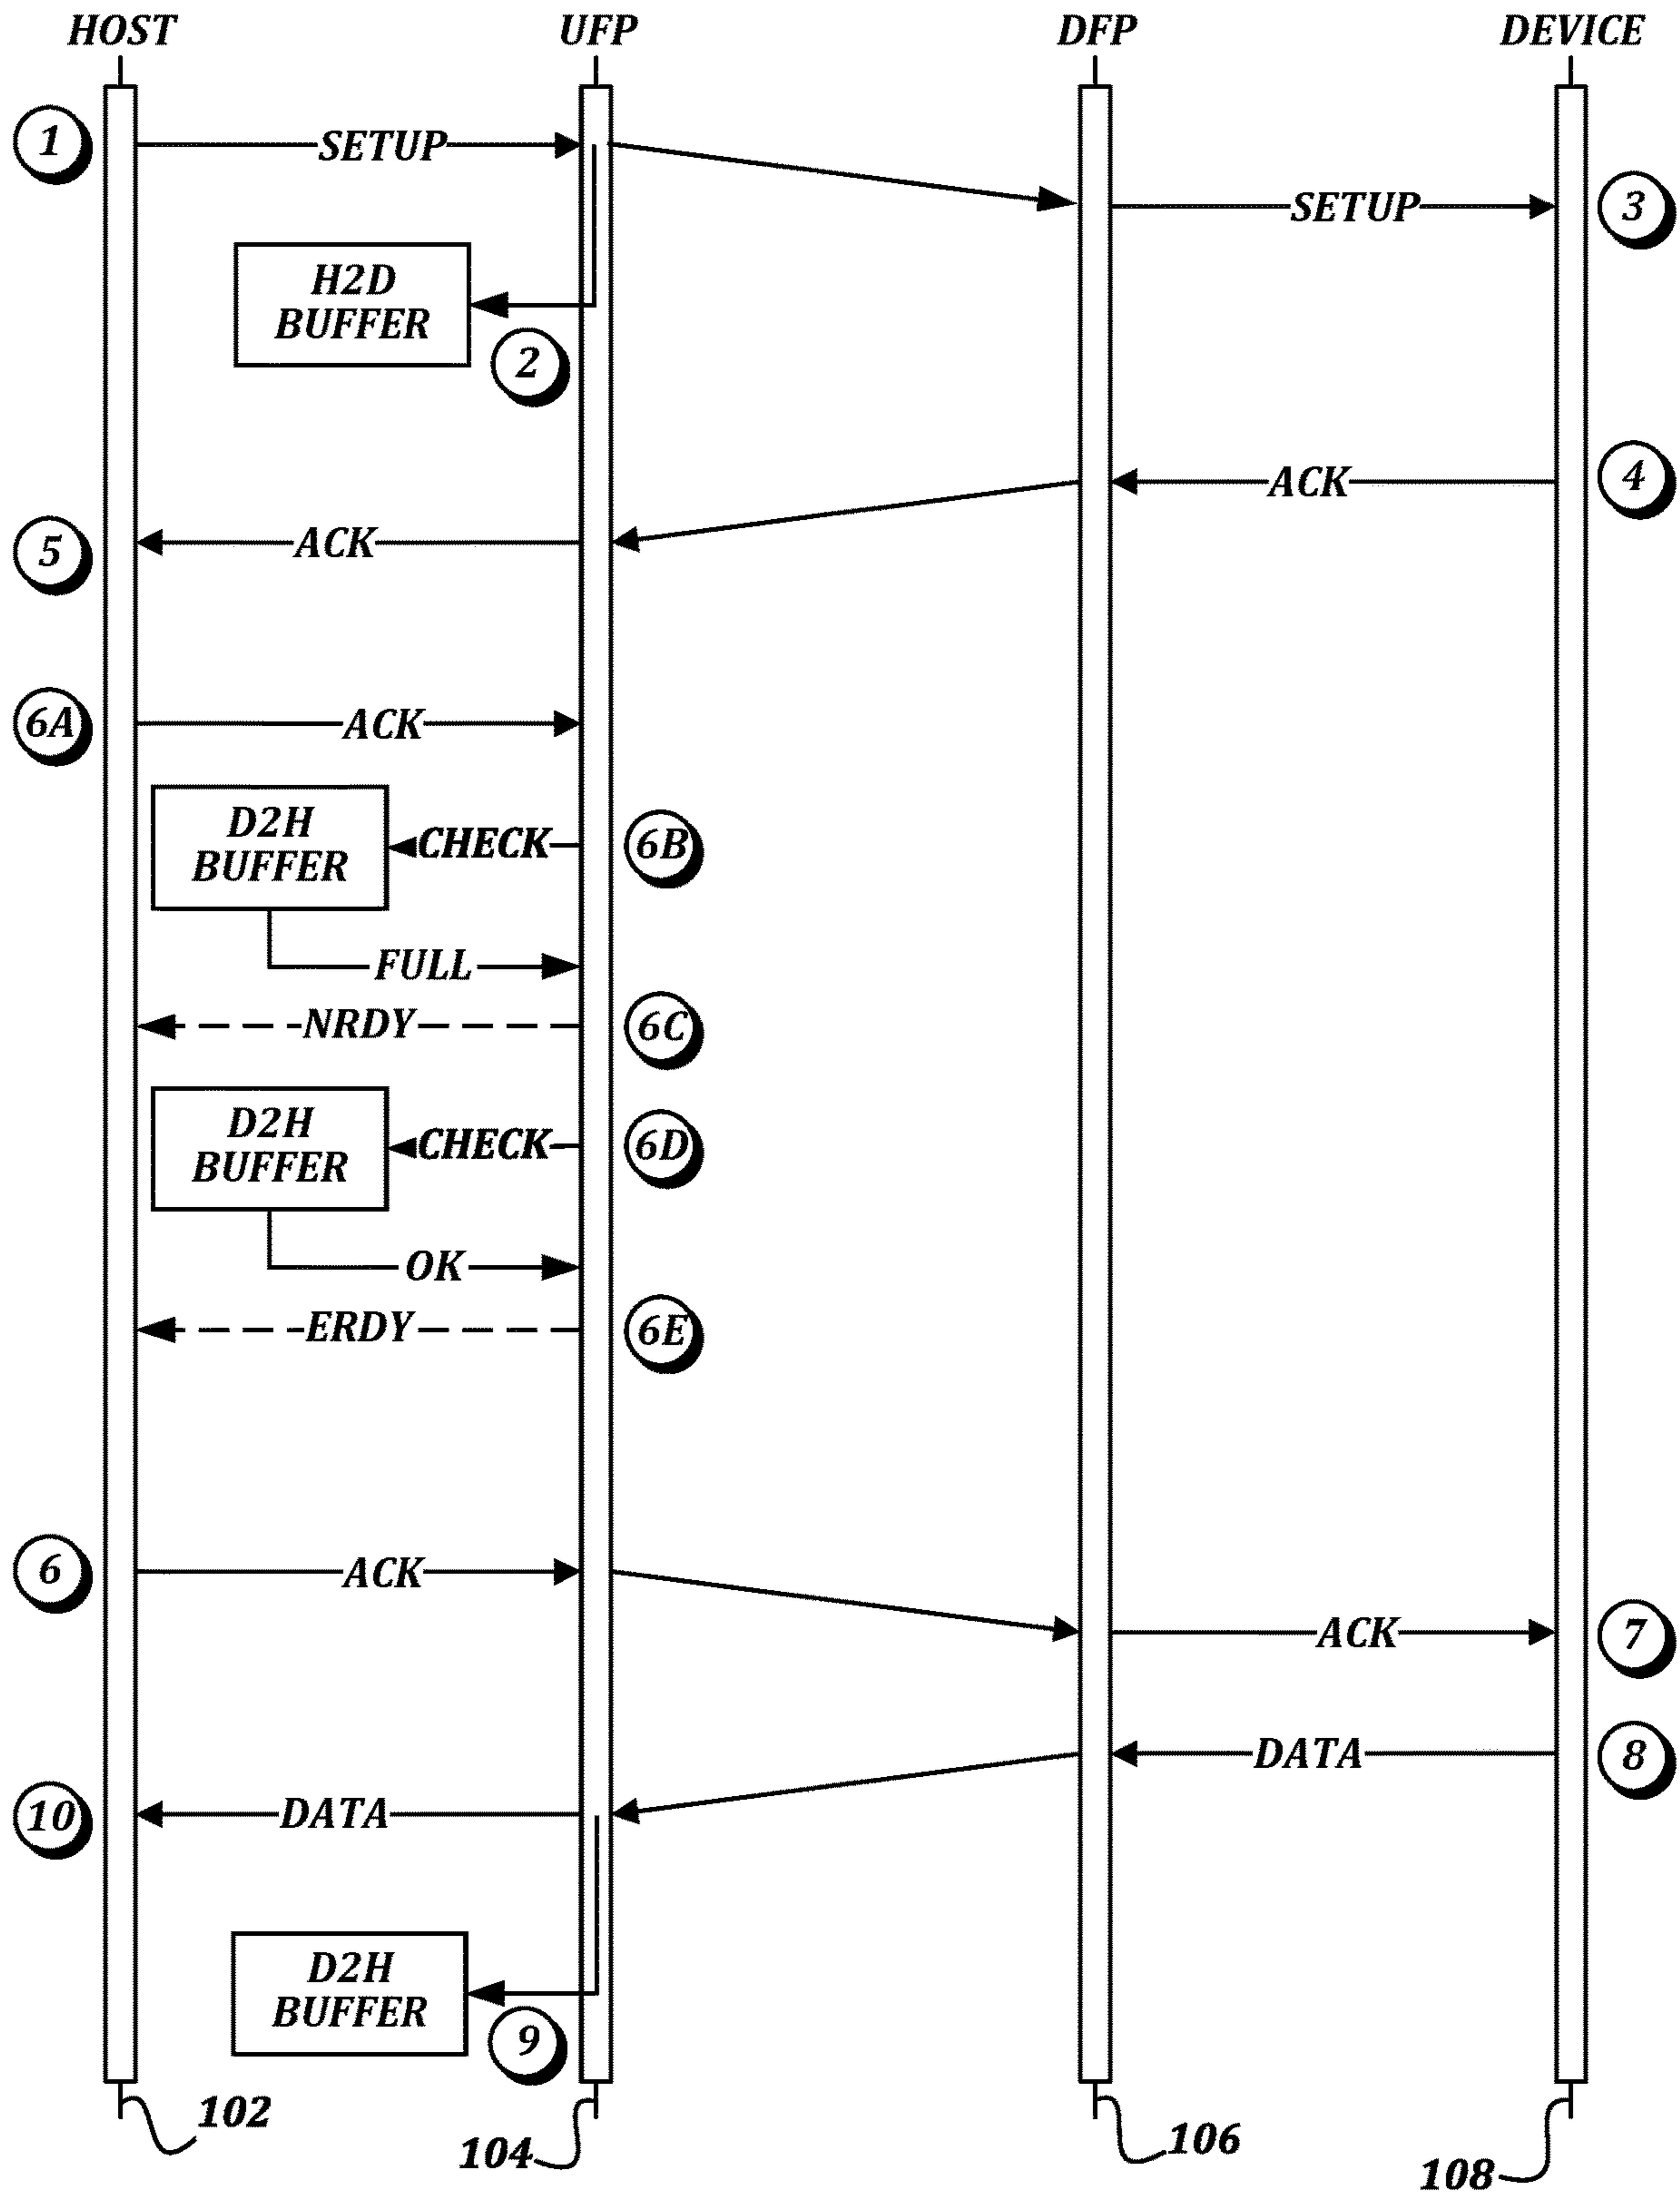 HOST UFP DFP DEVICE
1 SETUP
SETUP 3
H2D
BUFFER
2
ACK 4
5 ACK
6A ACK
D2H
BUFFER
CHECK 6B
FULL
NRDY 6C
D2H
BUFFER
CHECK 6D
OK
ERDY 6E
6 ACK
ACK 7
DATA 8
10 DATA
D2H
BUFFER
9
102
104
106
108